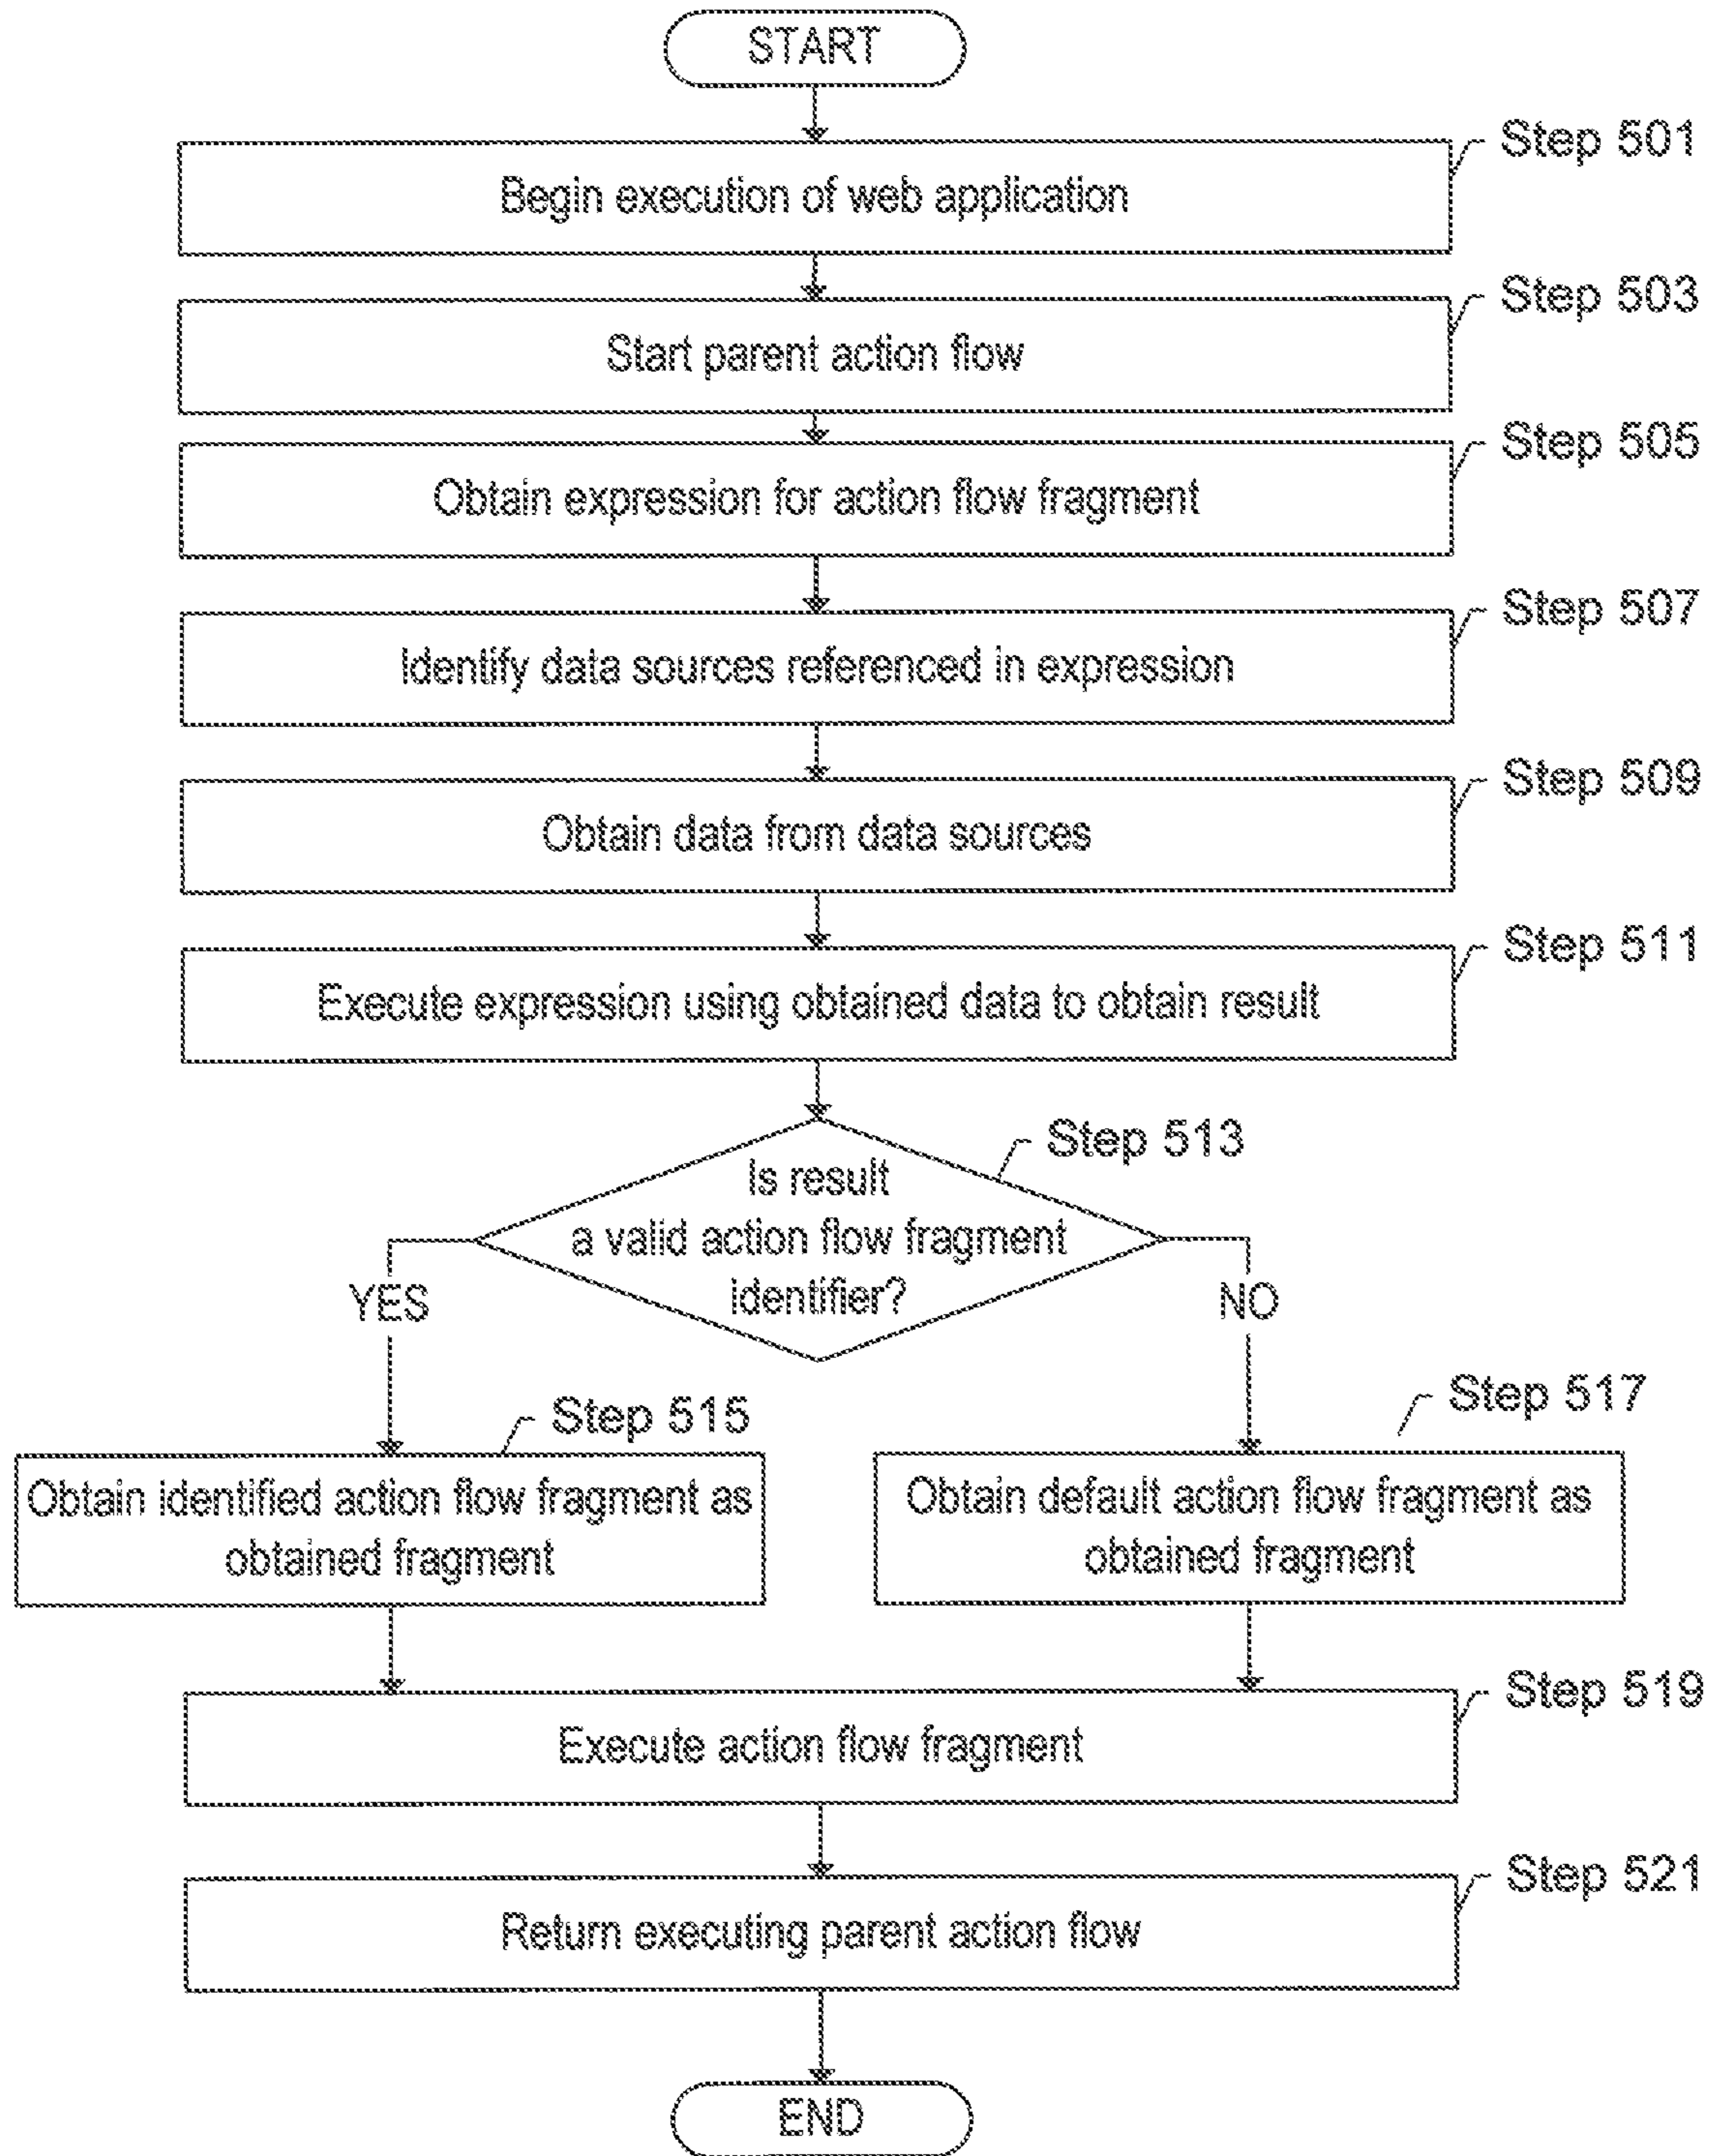 START
Step 501
Begin execution of web application
Step 503
Start parent action flow
Step 505
Obtain expression for action flow fragment
Step 507
Identify data sources referenced in expression
Step 509
Obtain data from data sources
Step 511
Execute expression using obtained data to obtain result
Step 513
Is result
a valid action flow fragment
identifier?
YES
NO
Step 515
Obtain identified action flow fragment as
obtained fragment
Step 517
Obtain default action flow fragment as
obtained fragment
Step 519
Execute action flow fragment
Step 521
Return executing parent action flow
END